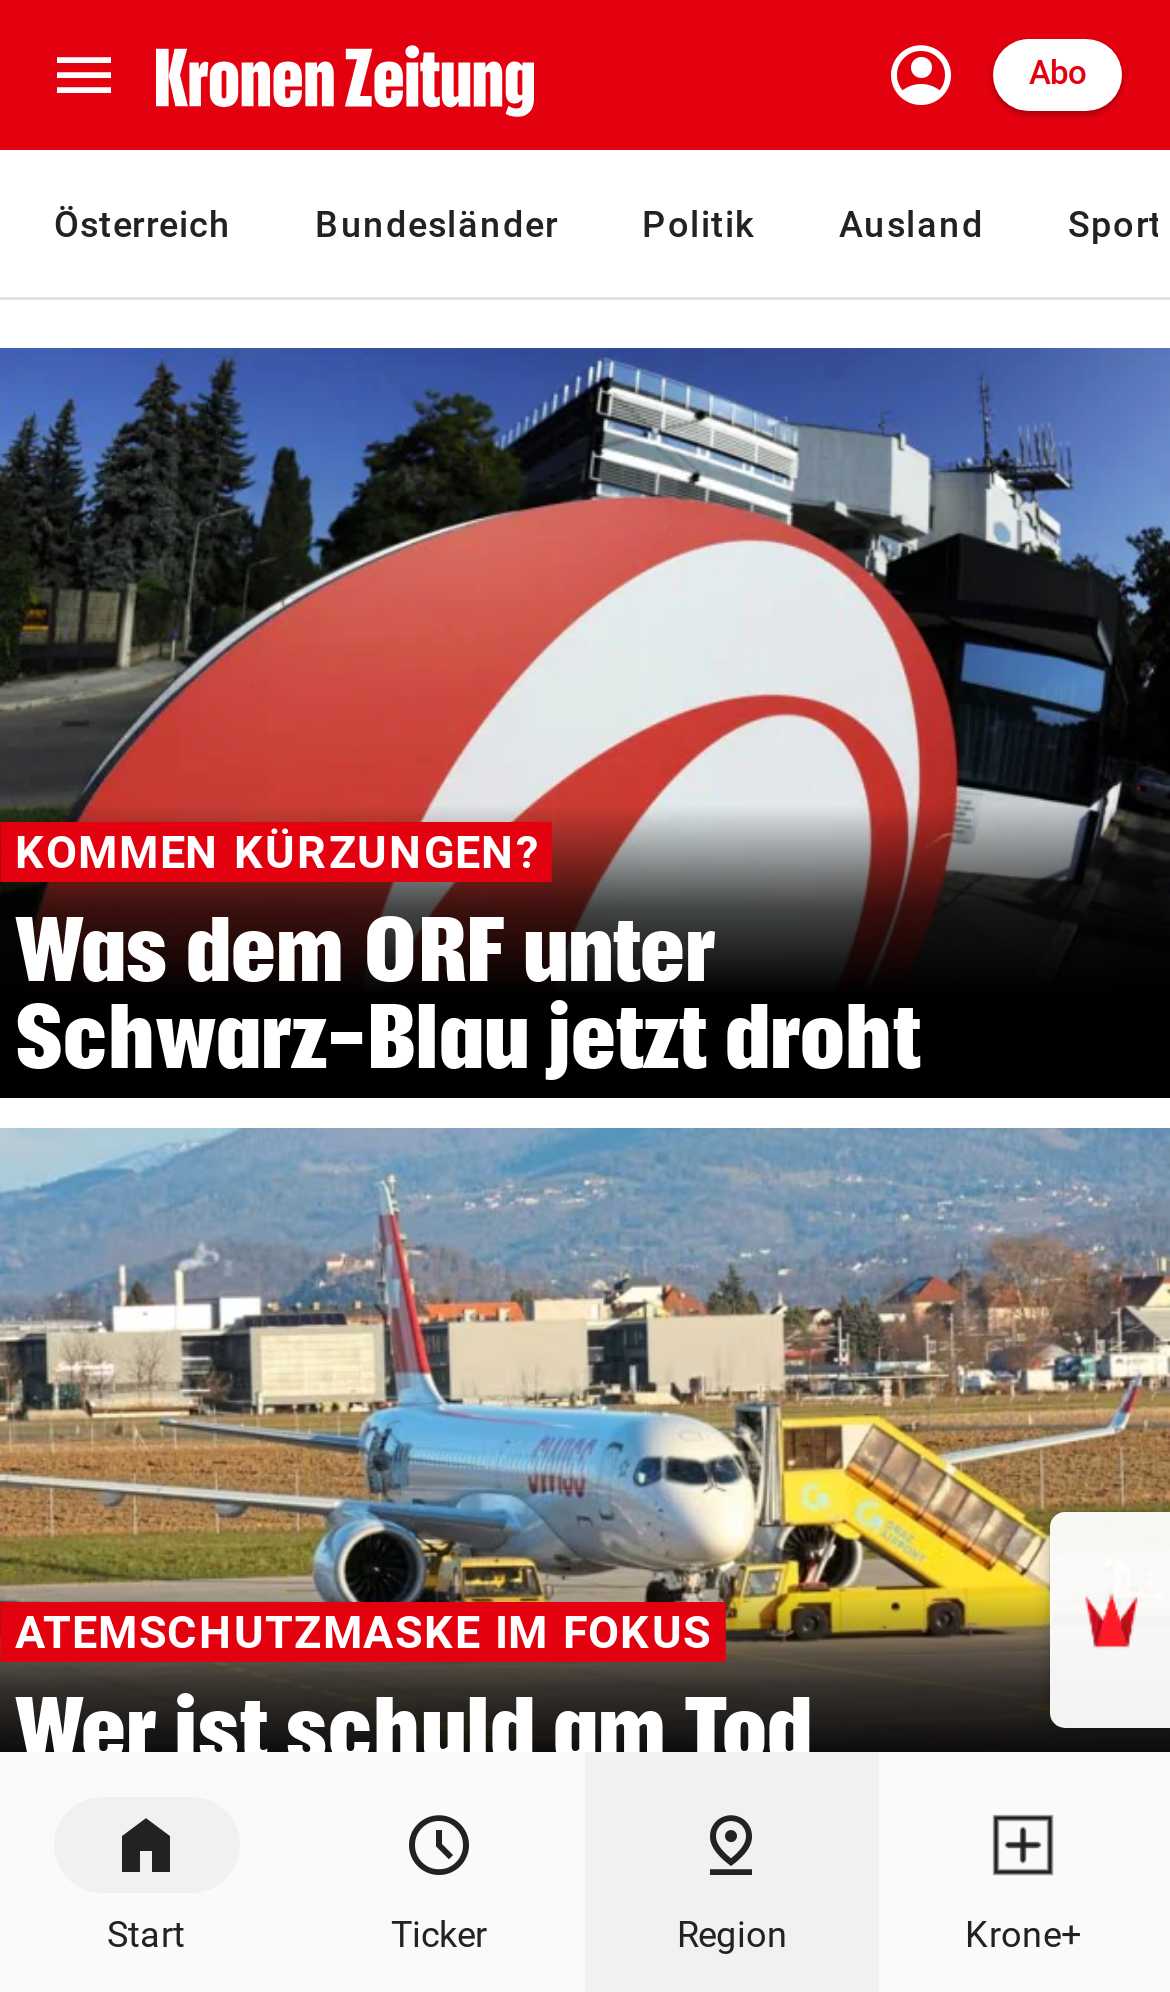 Kronen Zeitung
Abo
Österreich Bundesländer Politik Ausland Sport
KOMMEN KÜRZUNGEN?
Was dem ORF unter
Schwarz-Blau jetzt droht
SWISS
ATEMSCHUTZMASKE IM FOKUS
Wer ist schuld am Tod
Start Ticker Region Krone+